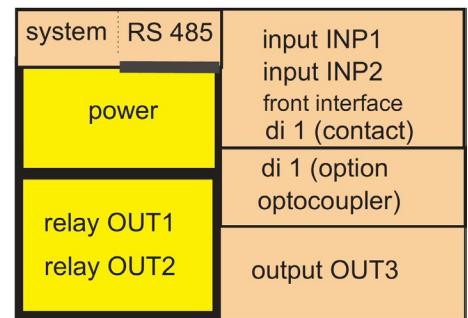 system RS 485
power
relay OUT1
relay OUT2
input INP1
input INP2
front interface
di 1 (contact)
di 1 (option
optocoupler)
output OUT3